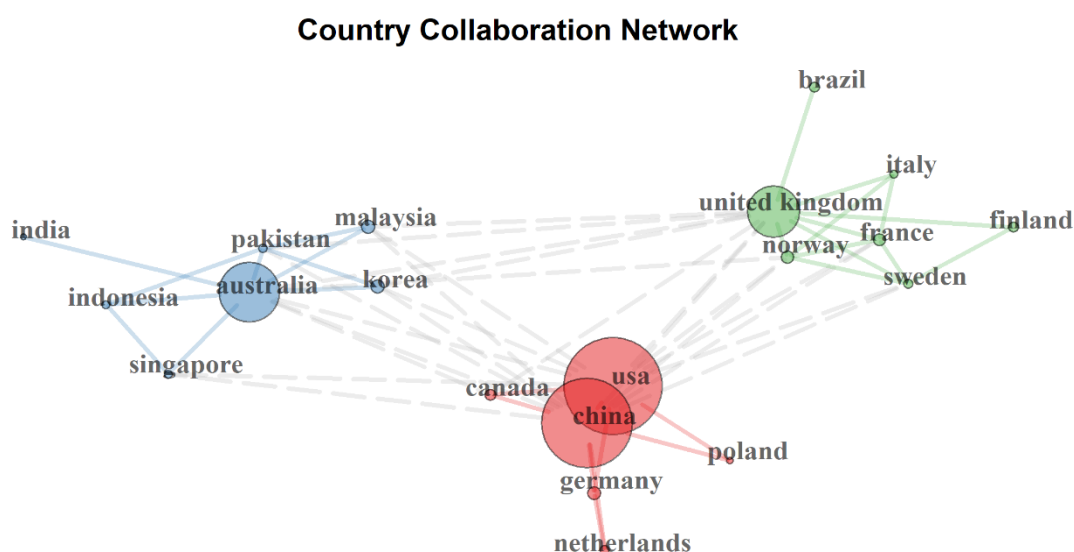 Country Collaboration Network
brazil
italy
united kingdom
malaysia
finland
india
pakistan
norway
france
korea
sweden
australia
indonesia
singapore
canada
usa
china
poland
germany
netherlands